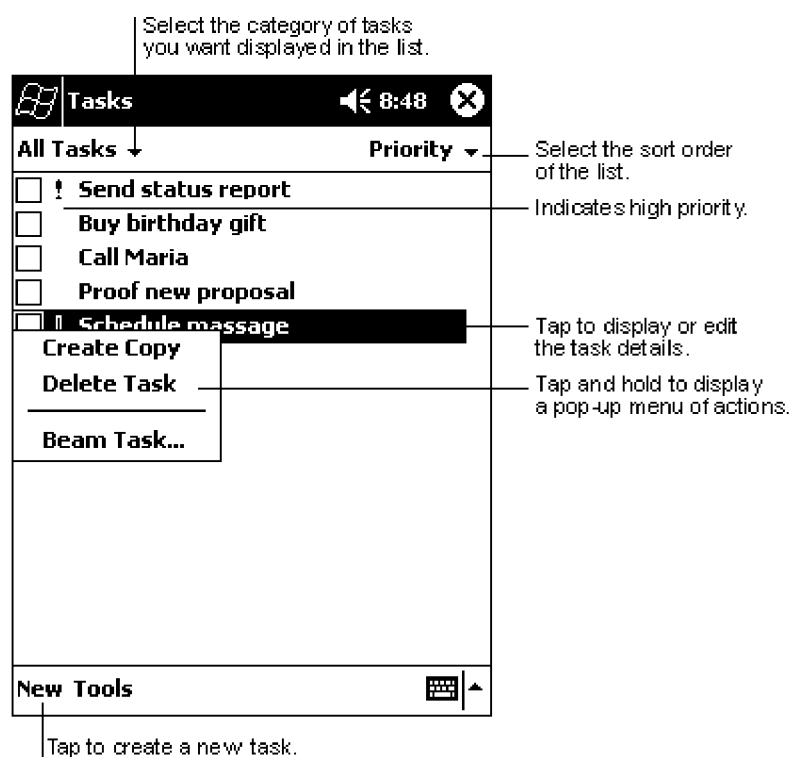 Select the category of tasks
you want displayed in the list.
Tasks 8:48
All Tasks Priority
Select the sort order
of the list.
! Send status report
Indicates high priority.
Buy birthday gift
Call Maria
Proof new proposal
Schedule massage
Tap to display or edit
the task details.
Create Copy
Delete Task
Tap and hold to display
a pop-up menu of actions.
Beam Task...
New Tools
Tap to create a new task.